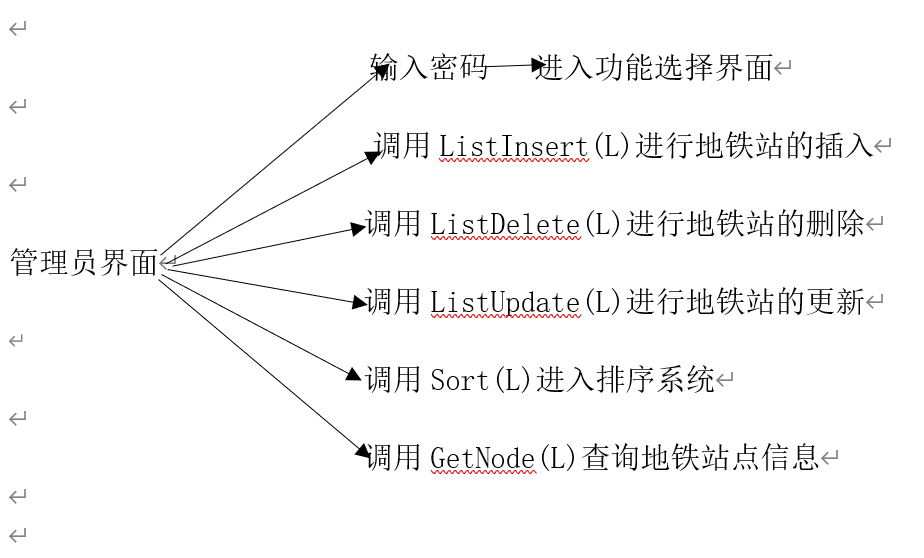 输入密码 进入功能选择界面
调用 ListInsert(L)进行地铁站的插入
调用 ListDelete(L)进行地铁站的删除
管理员界面
调用 ListUpdate(L)进行地铁站的更新
调用 Sort(L)进入排序系统
调用 GetNode(L)查询地铁站点信息